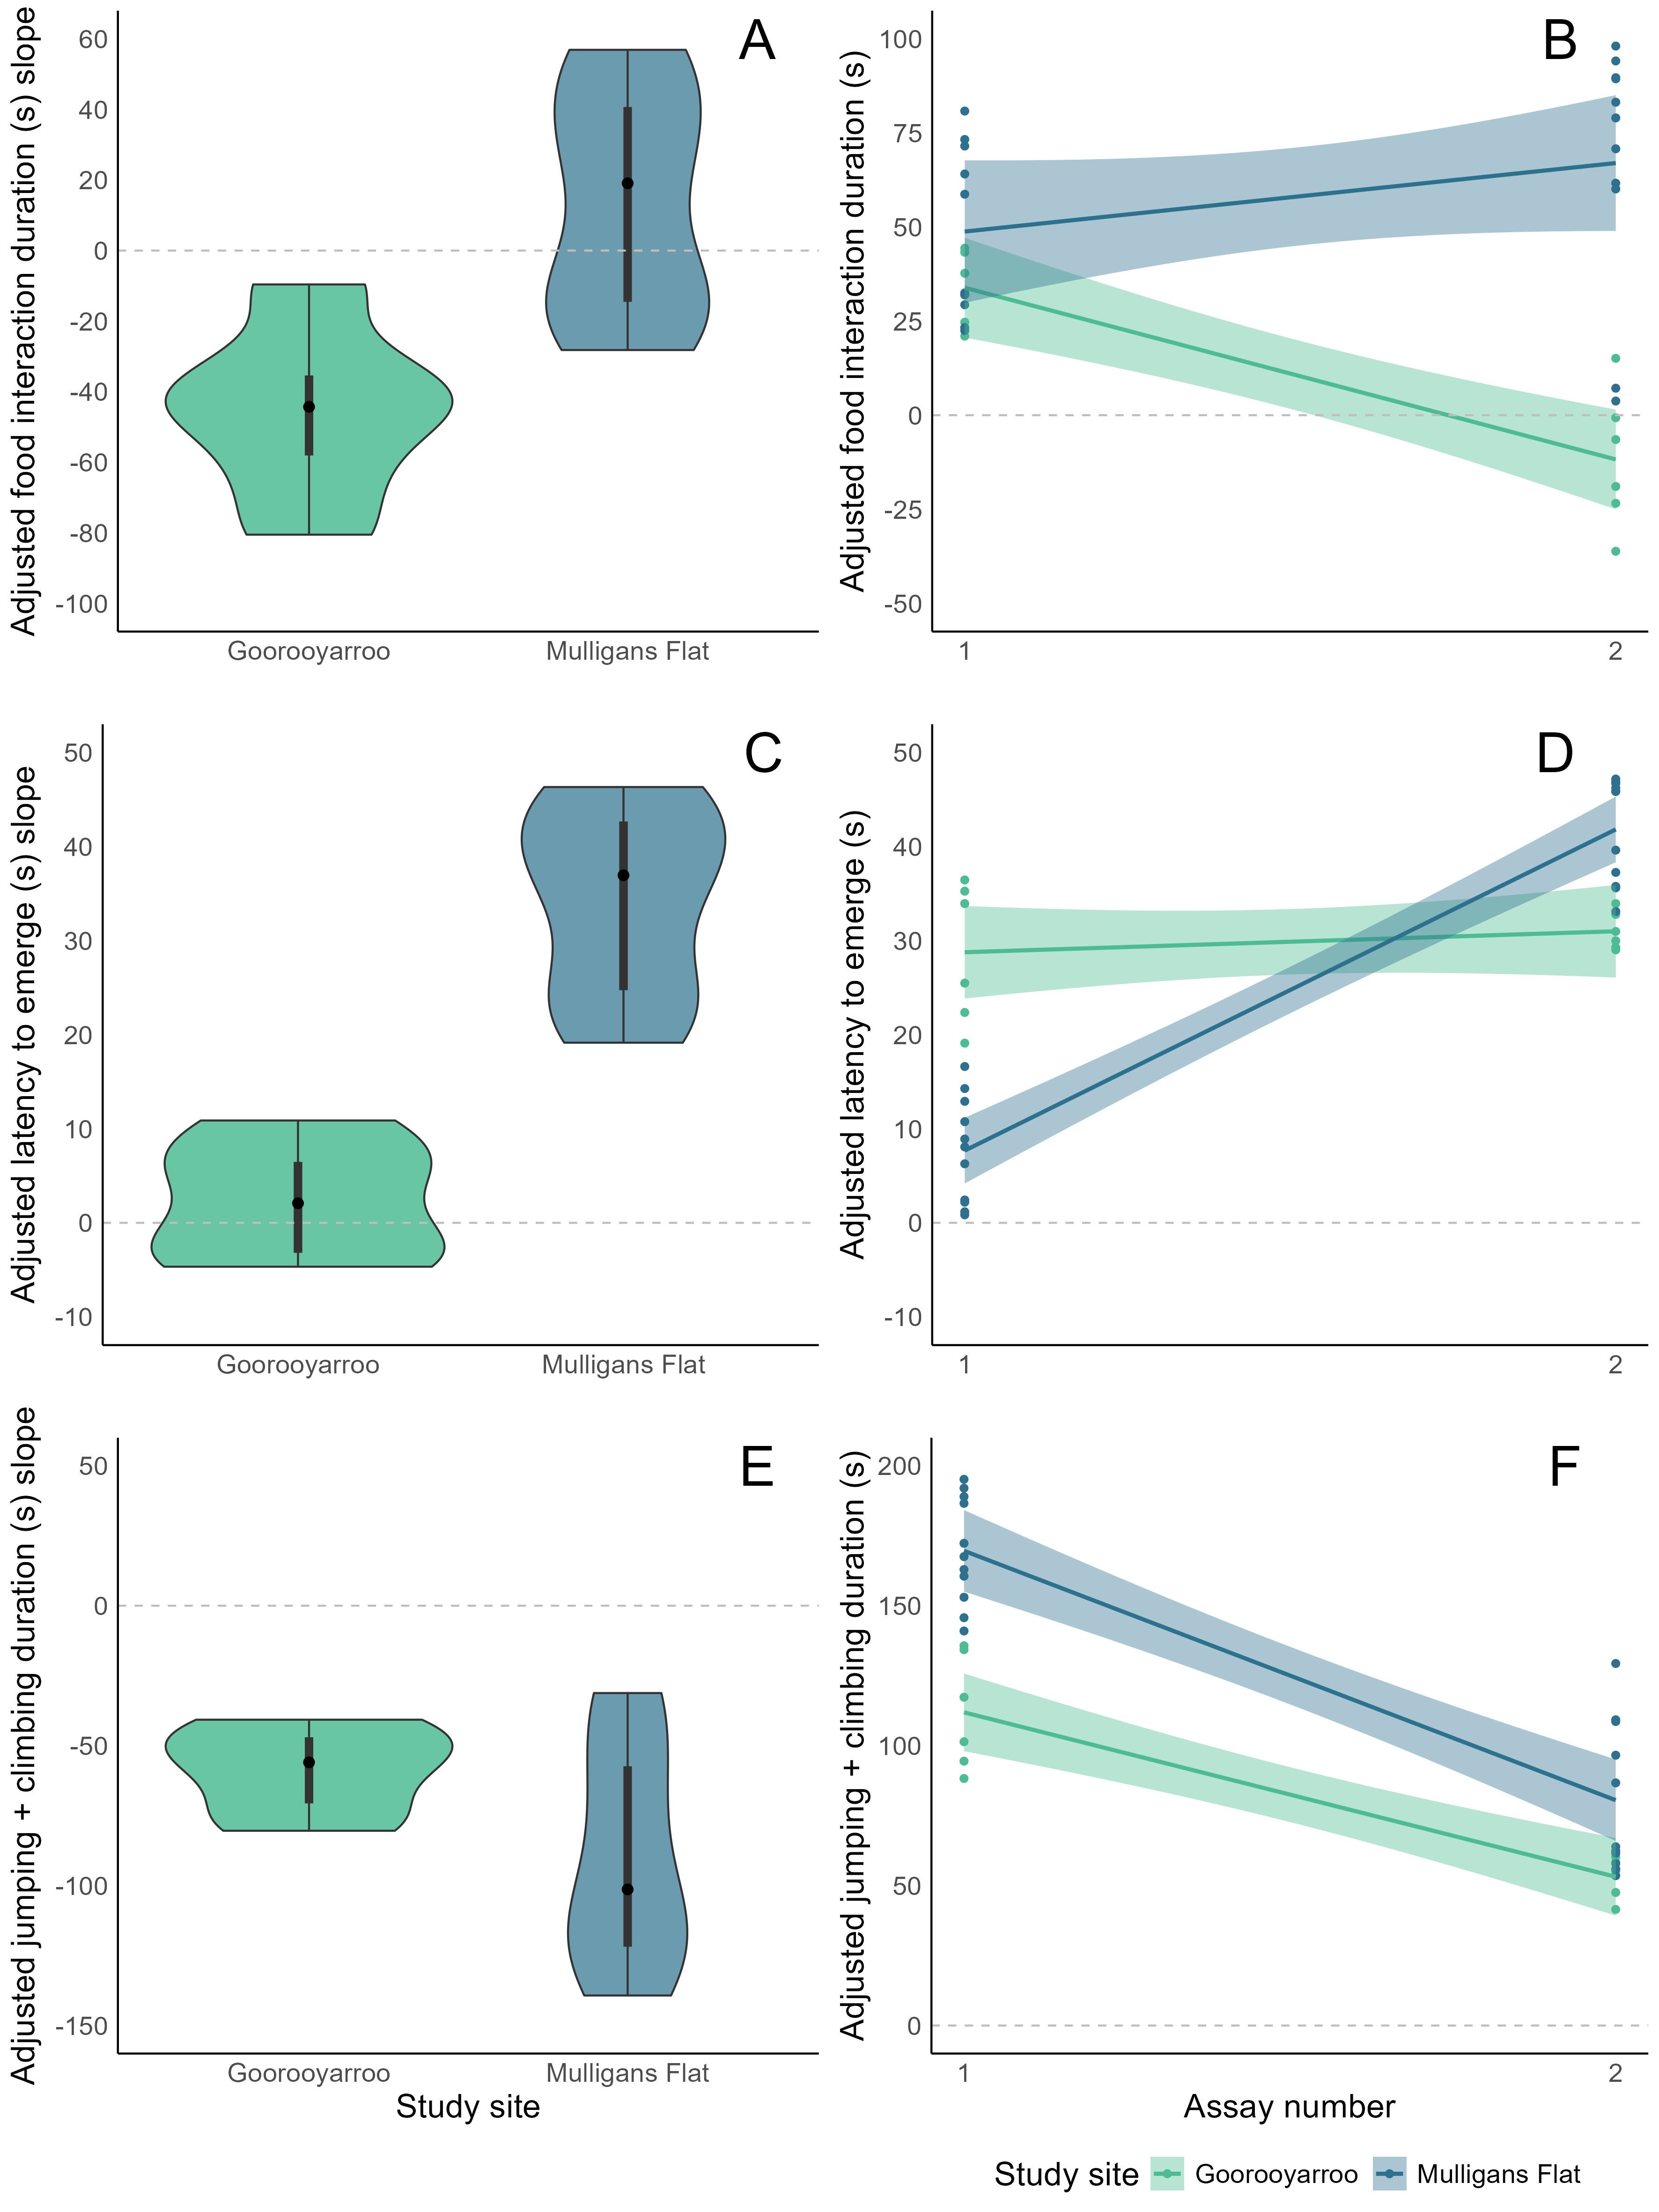 A
Adjusted food interaction duration (s) slope
60
40
20
0
-20
-40
-60
-80
-100
Goorooyarroo
Mulligans Flat
B
Adjusted food interaction duration (s)
100
75
50
25
0
-25
-50
1
2
C
Adjusted latency to emerge (s) slope
50
40
30
20
10
0
-10
Goorooyarroo
Mulligans Flat
D
Adjusted latency to emerge (s)
50
40
30
20
10
0
-10
1
2
E
Adjusted jumping + climbing duration (s) slope
50
0
-50
-100
-150
Goorooyarroo
Mulligans Flat
Study site
F
Adjusted jumping + climbing duration (s)
200
150
100
50
0
1
2
Assay number
Study site Goorooyarroo Mulligans Flat